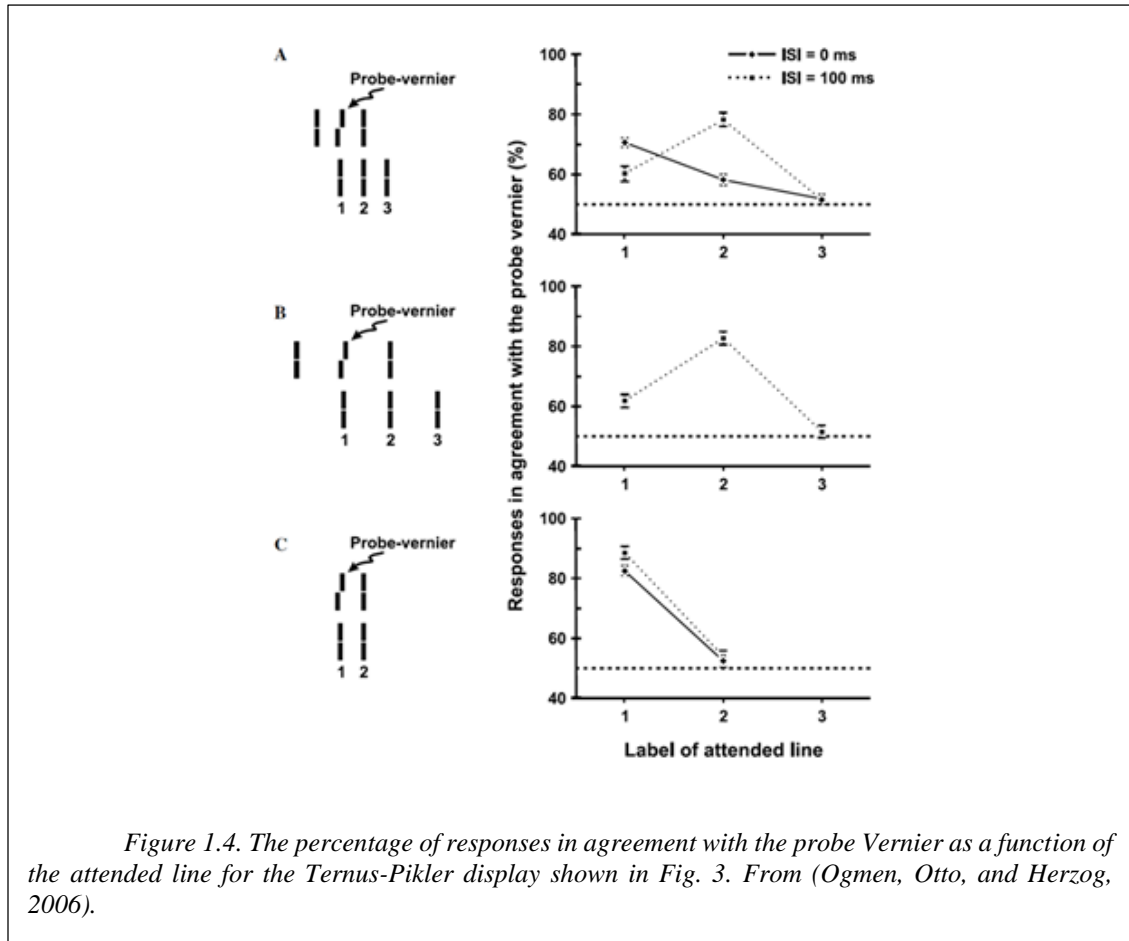 A
Probe-vernier
1 2 3
B
Probe-vernier
1 2 3
C
Probe-vernier
1 2
Responses in agreement with the probe vernier (%)
ISI = 0 ms
ISI = 100 ms
100
80
60
40
1 2 3
100
80
60
40
1 2 3
100
80
60
40
1 2 3
Label of attended line
Figure 1.4. The percentage of responses in agreement with the probe Vernier as a function of
the attended line for the Ternus-Pikler display shown in Fig. 3. From (Ogmen, Otto, and Herzog,
2006).